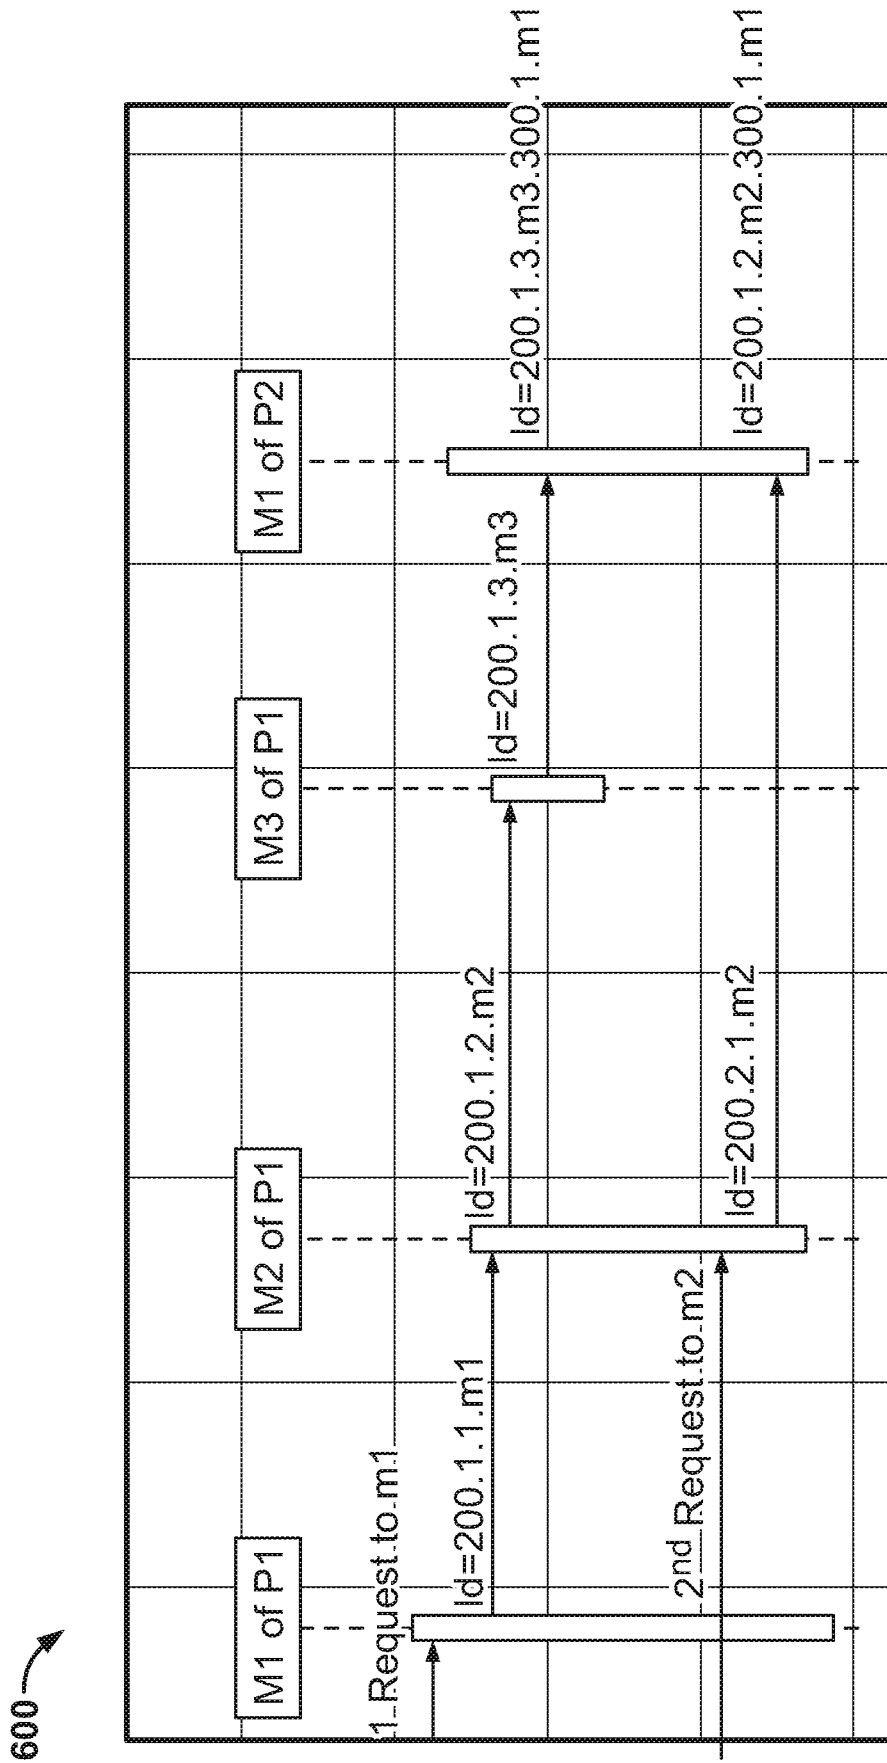 600
M1 of P1
M2 of P1
M3 of P1
M1 of P2
1 Request to m1
Id=200.1.1.m1
Id=200.1.2.m2
Id=200.1.3.m3
Id=200.1.3.m3.300.1.m1
2nd Request to m2
Id=200.2.1.m2
Id=200.1.2.m2.300.1.m1